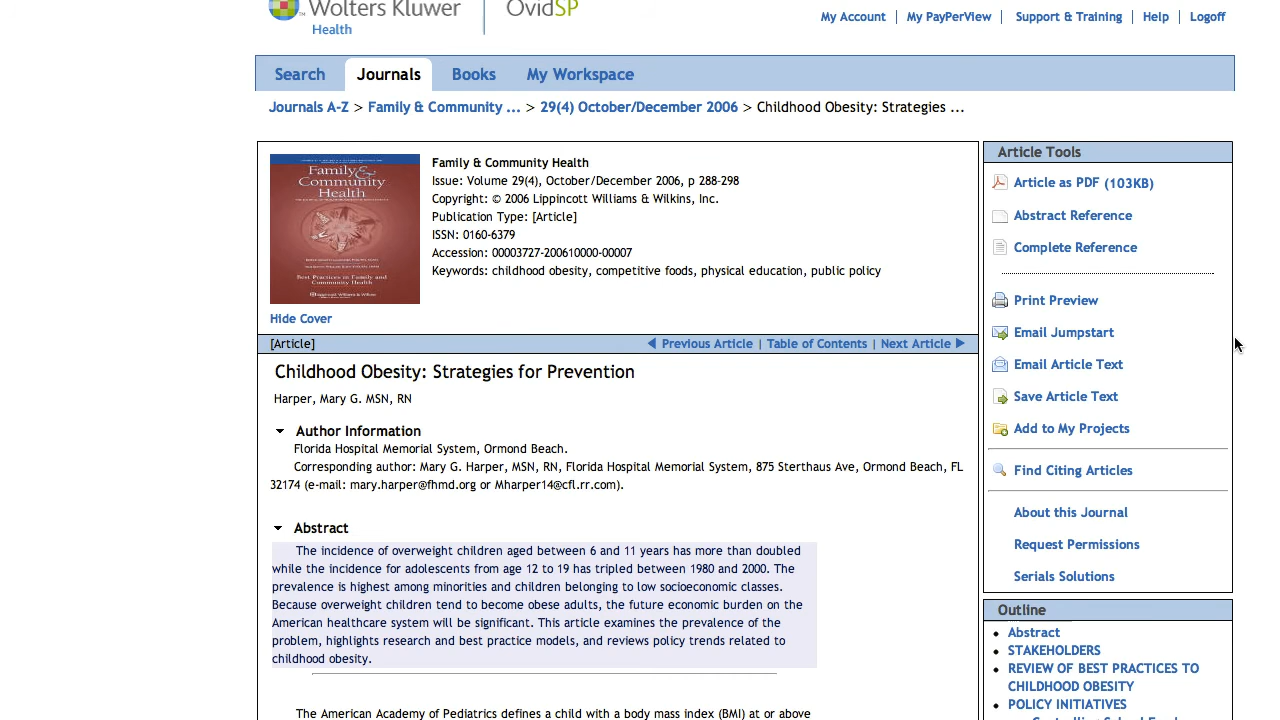 Wolters Kluwer
Health
OvidSP
My Account | My PayPerView | Support & Training | Help | Logoff
Search
Journals
Books
My Workspace
Journals A-Z > Family & Community ... > 29(4) October/December 2006 > Childhood Obesity: Strategies ...
Family &
Community
Health
Best Practices in Family and
Community Health
Hide Cover
Family & Community Health
Issue: Volume 29(4), October/December 2006, p 288-298
Copyright: © 2006 Lippincott Williams & Wilkins, Inc.
Publication Type: [Article]
ISSN: 0160-6379
Accession: 00003727-200610000-00007
Keywords: childhood obesity, competitive foods, physical education, public policy
[Article]
Previous Article | Table of Contents | Next Article
Childhood Obesity: Strategies for Prevention
Harper, Mary G. MSN, RN
Author Information
Florida Hospital Memorial System, Ormond Beach.
Corresponding author: Mary G. Harper, MSN, RN, Florida Hospital Memorial System, 875 Sterthaus Ave, Ormond Beach, FL
32174 (e-mail: mary.harper@fhmd.org or Mharper14@cfl.rr.com).
Abstract
The incidence of overweight children aged between 6 and 11 years has more than doubled
while the incidence for adolescents from age 12 to 19 has tripled between 1980 and 2000. The
prevalence is highest among minorities and children belonging to low socioeconomic classes.
Because overweight children tend to become obese adults, the future economic burden on the
American healthcare system will be significant. This article examines the prevalence of the
problem, highlights research and best practice models, and reviews policy trends related to
childhood obesity.
The American Academy of Pediatrics defines a child with a body mass index (BMI) at or above
Article Tools
Article as PDF (103KB)
Abstract Reference
Complete Reference
Print Preview
Email Jumpstart
Email Article Text
Save Article Text
Add to My Projects
Find Citing Articles
About this Journal
Request Permissions
Serials Solutions
Outline
Abstract
STAKEHOLDERS
REVIEW OF BEST PRACTICES TO
CHILDHOOD OBESITY
POLICY INITIATIVES